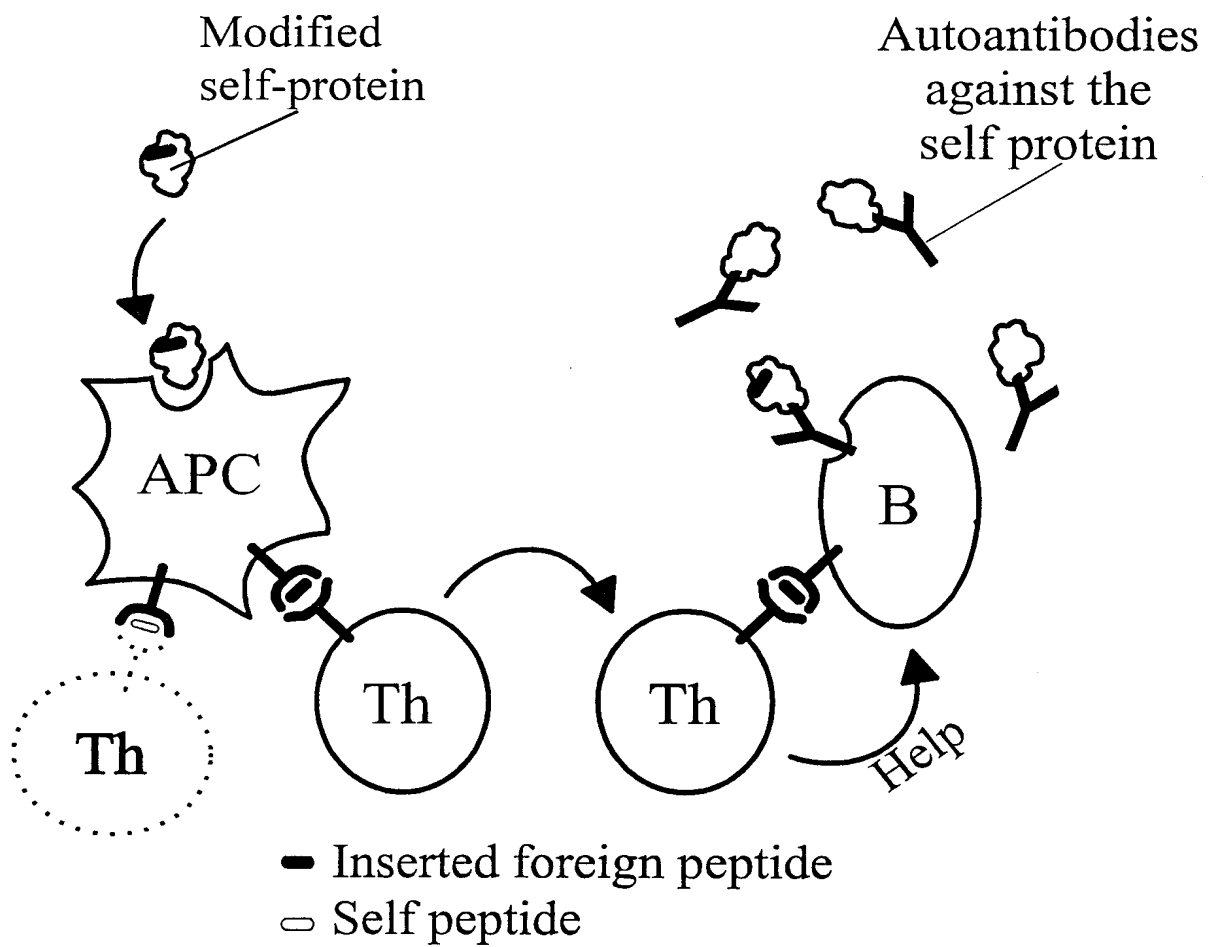 Modified
self-protein
Autoantibodies
against the
self protein
APC
B
Th
Th
Th
Help
Inserted foreign peptide
Self peptide